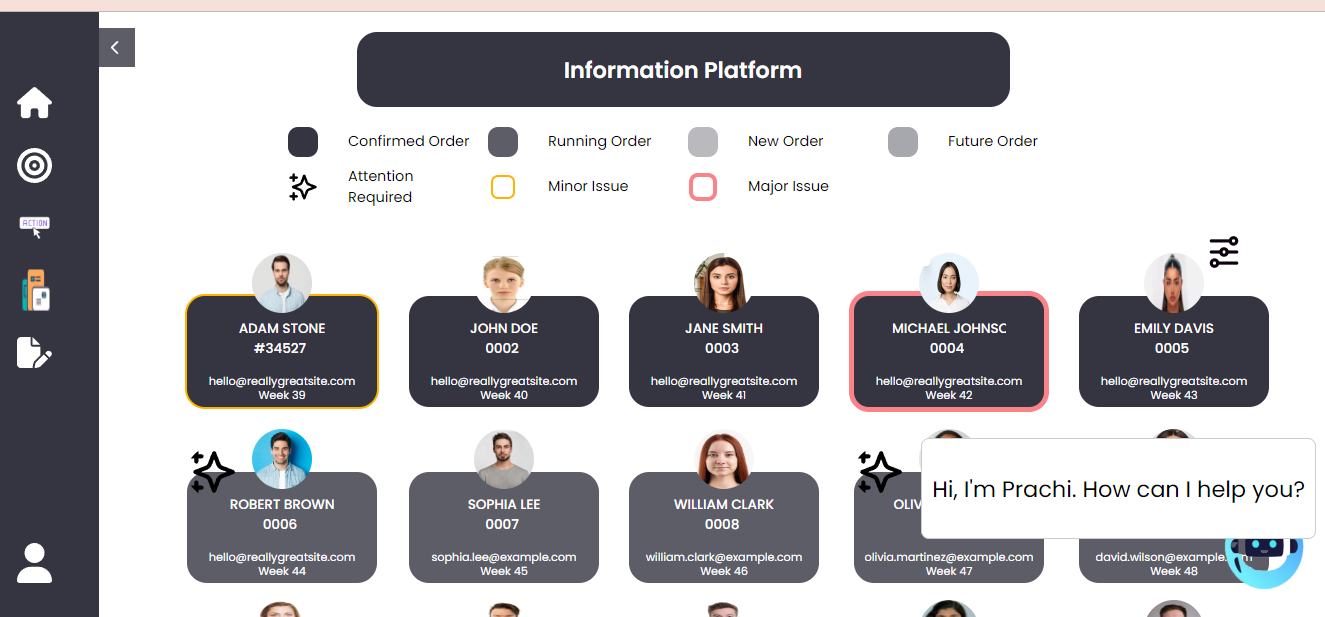 Information Platform
Confirmed Order
Running Order
New Order
Future Order
Attention
Required
Minor Issue
Major Issue
ACTION
ADAM STONE
#34527
hello@reallygreatsite.com
Week 39
JOHN DOE
0002
hello@reallygreatsite.com
Week 40
JANE SMITH
0003
hello@reallygreatsite.com
Week 41
MICHAEL JOHNSC
0004
hello@reallygreatsite.com
Week 42
EMILY DAVIS
0005
hello@reallygreatsite.com
Week 43
ROBERT BROWN
0006
hello@reallygreatsite.com
Week 44
SOPHIA LEE
0007
sophia.lee@example.com
Week 45
WILLIAM CLARK
0008
william.clark@example.com
Week 46
OLIV
olivia.martinez@example.com
Week 47
david.wilson@example.
Week 48
Hi, I'm Prachi. How can I help you?